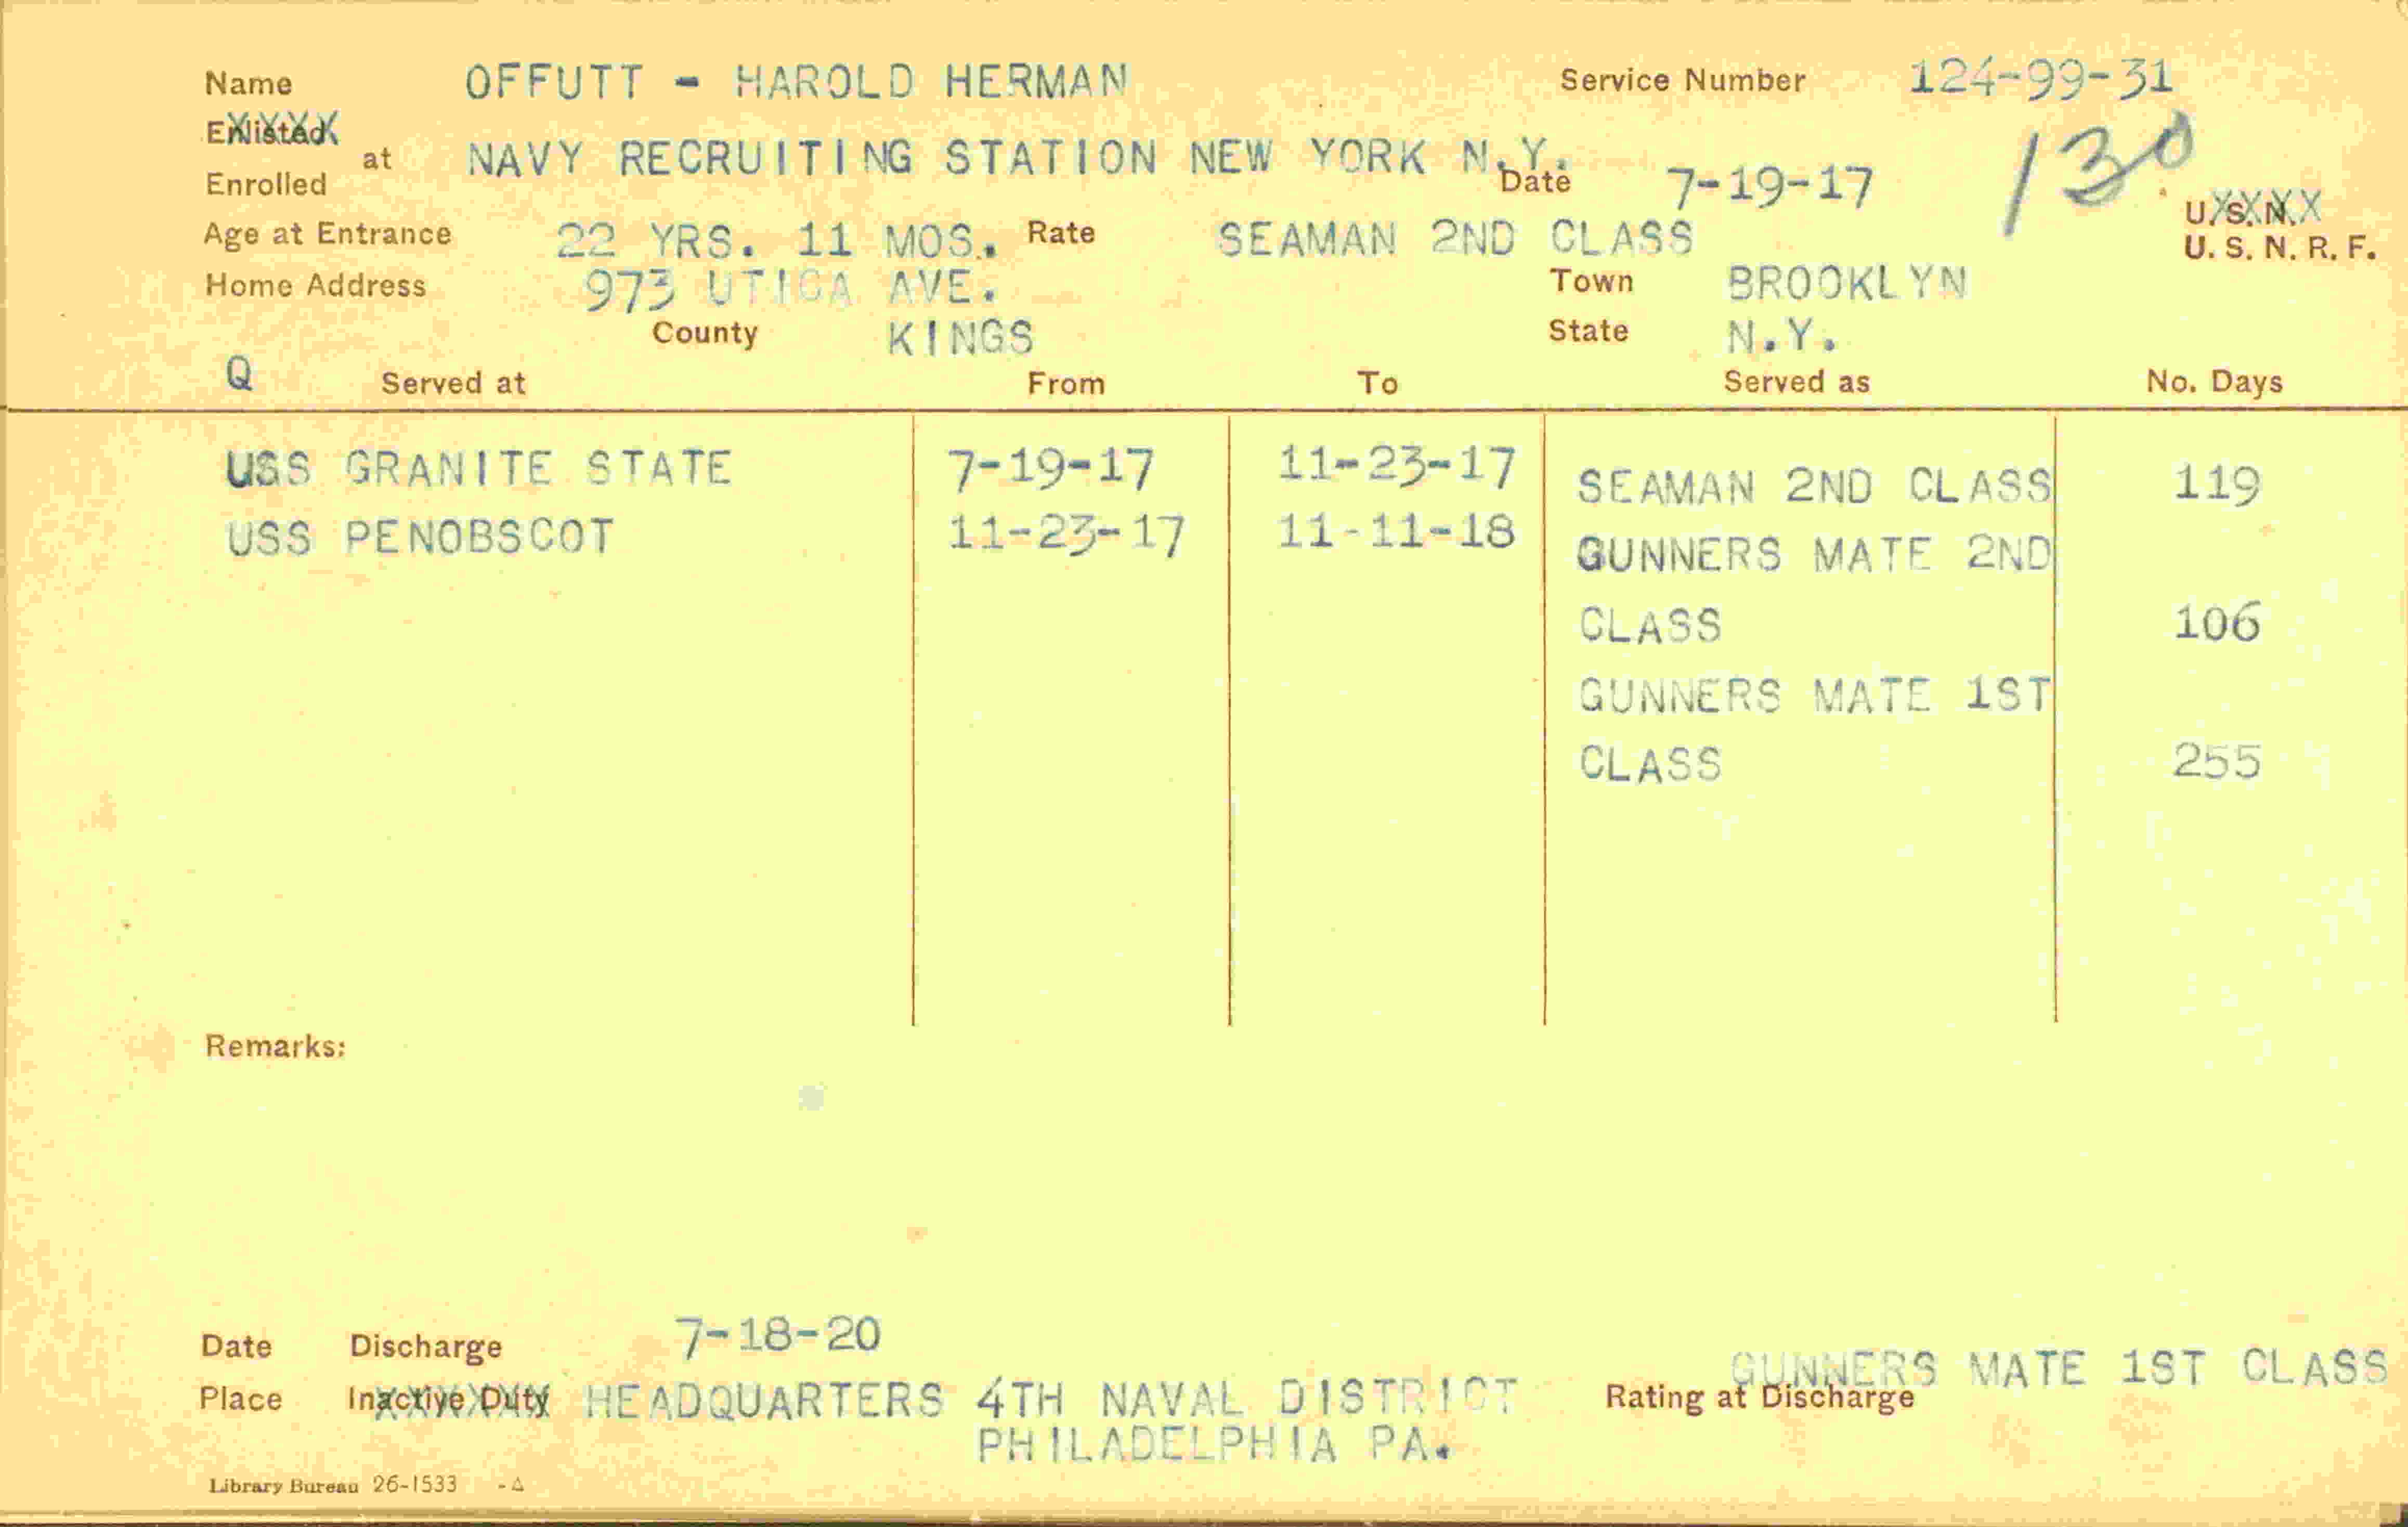 Name OFFUTT - HAROLD HERMAN Service Number 124-99-31
Enlisted
at NAVY RECRUITING STATION NEW YORK N.Y. Date 7-19-17 130
Enrolled
U.S.N.
Age at Entrance 22 YRS. 11 MOS. Rate SEAMAN 2ND CLASS U. S. N. R. F.
Home Address 973 UTICA AVE. Town BROOKLYN
County KINGS State N.Y.
Q Served at From To Served as No. Days
USS GRANITE STATE 7-19-17 11-23-17 SEAMAN 2ND CLASS 119
USS PENOBSCOT 11-23-17 11-11-18 GUNNERS MATE 2ND
CLASS 106
GUNNERS MATE 1ST
CLASS 255
Remarks:
Date Discharge 7-18-20
Place Inactive Duty HEADQUARTERS 4TH NAVAL DISTRICT
PHILADELPHIA PA.
GUNNERS MATE 1ST CLASS
Rating at Discharge
Library Bureau 26-1533 - Δ